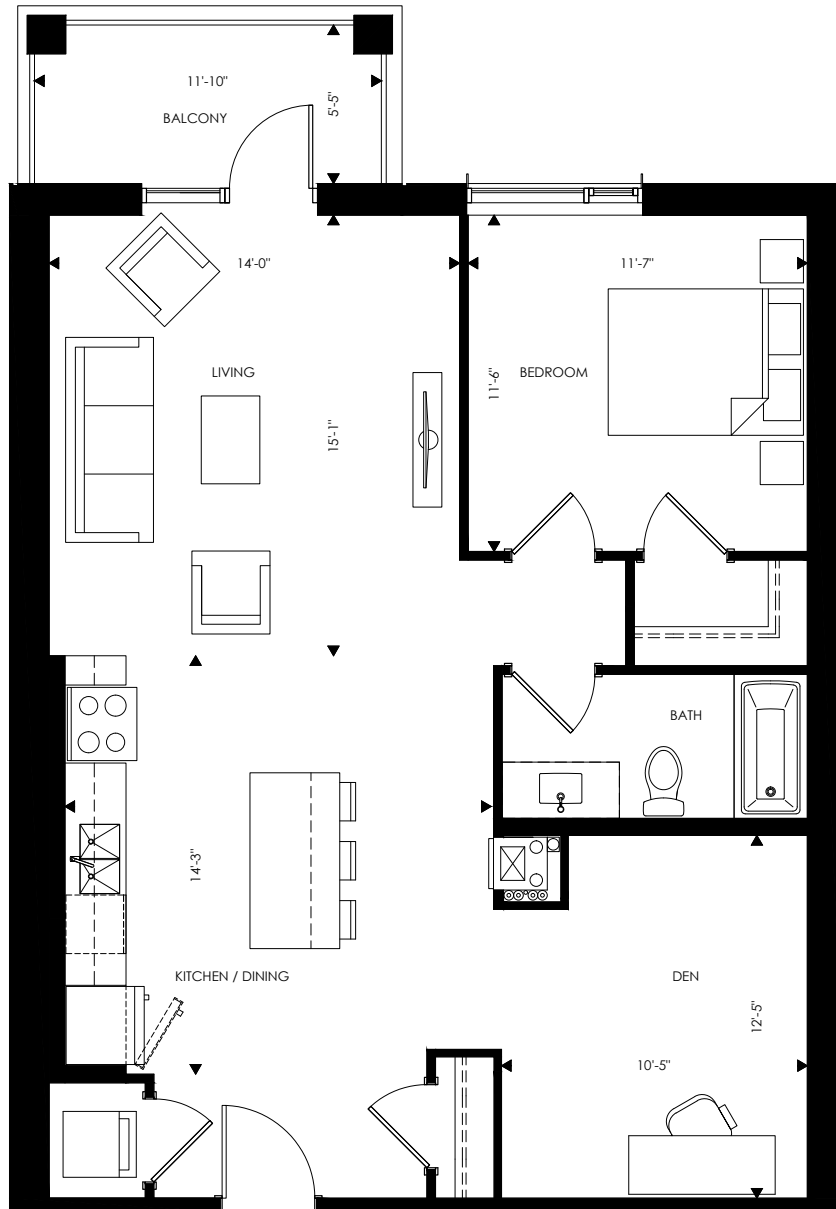 11'-10"
5'-5"
BALCONY
14'-0"
11'-7"
LIVING
11'-6"
BEDROOM
15'-1"
BATH
14'-3"
KITCHEN / DINING
DEN
12'-5"
10'-5"